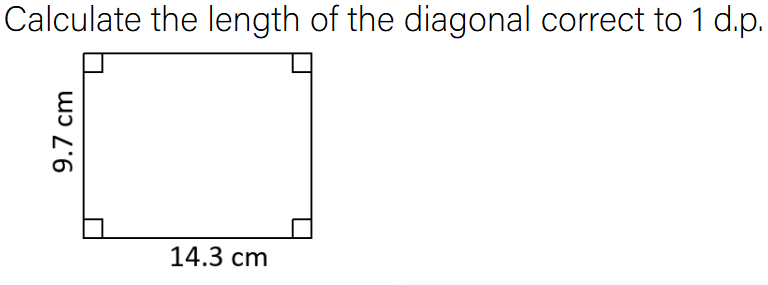 Calculate the length of the diagonal correct to 1 d.p.
9.7 cm
14.3 cm